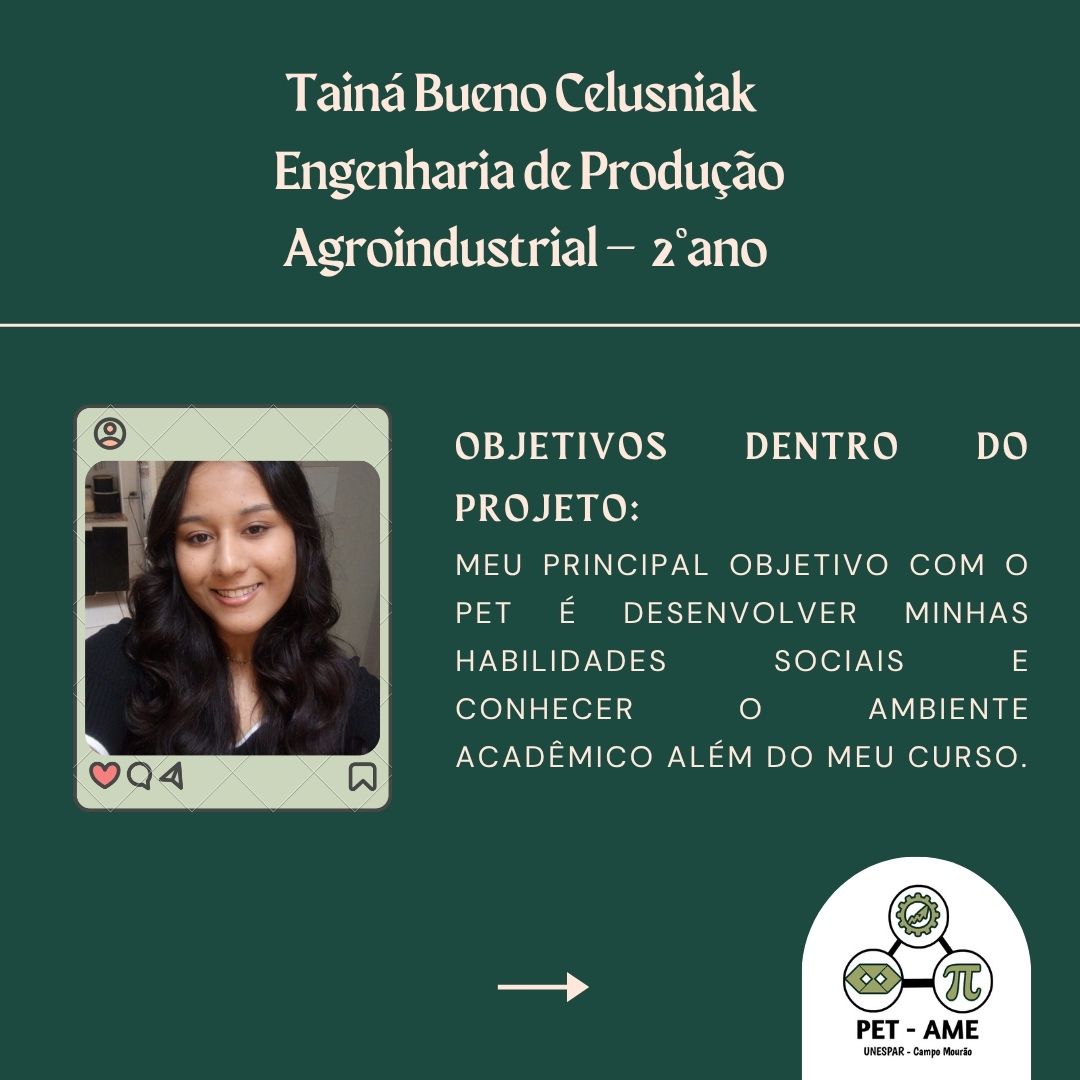 Tainá Bueno Celusniak
Engenharia de Produção
Agroindustrial – 2°ano
OBJETIVOS DENTRO DO
PROJETO:
MEU PRINCIPAL OBJETIVO COM O
PET É DESENVOLVER MINHAS
HABILIDADES SOCIAIS E
CONHECER O AMBIENTE
ACADÊMICO ALÉM DO MEU CURSO.
π
PET - AME
UNESPAR - Campo Mourão